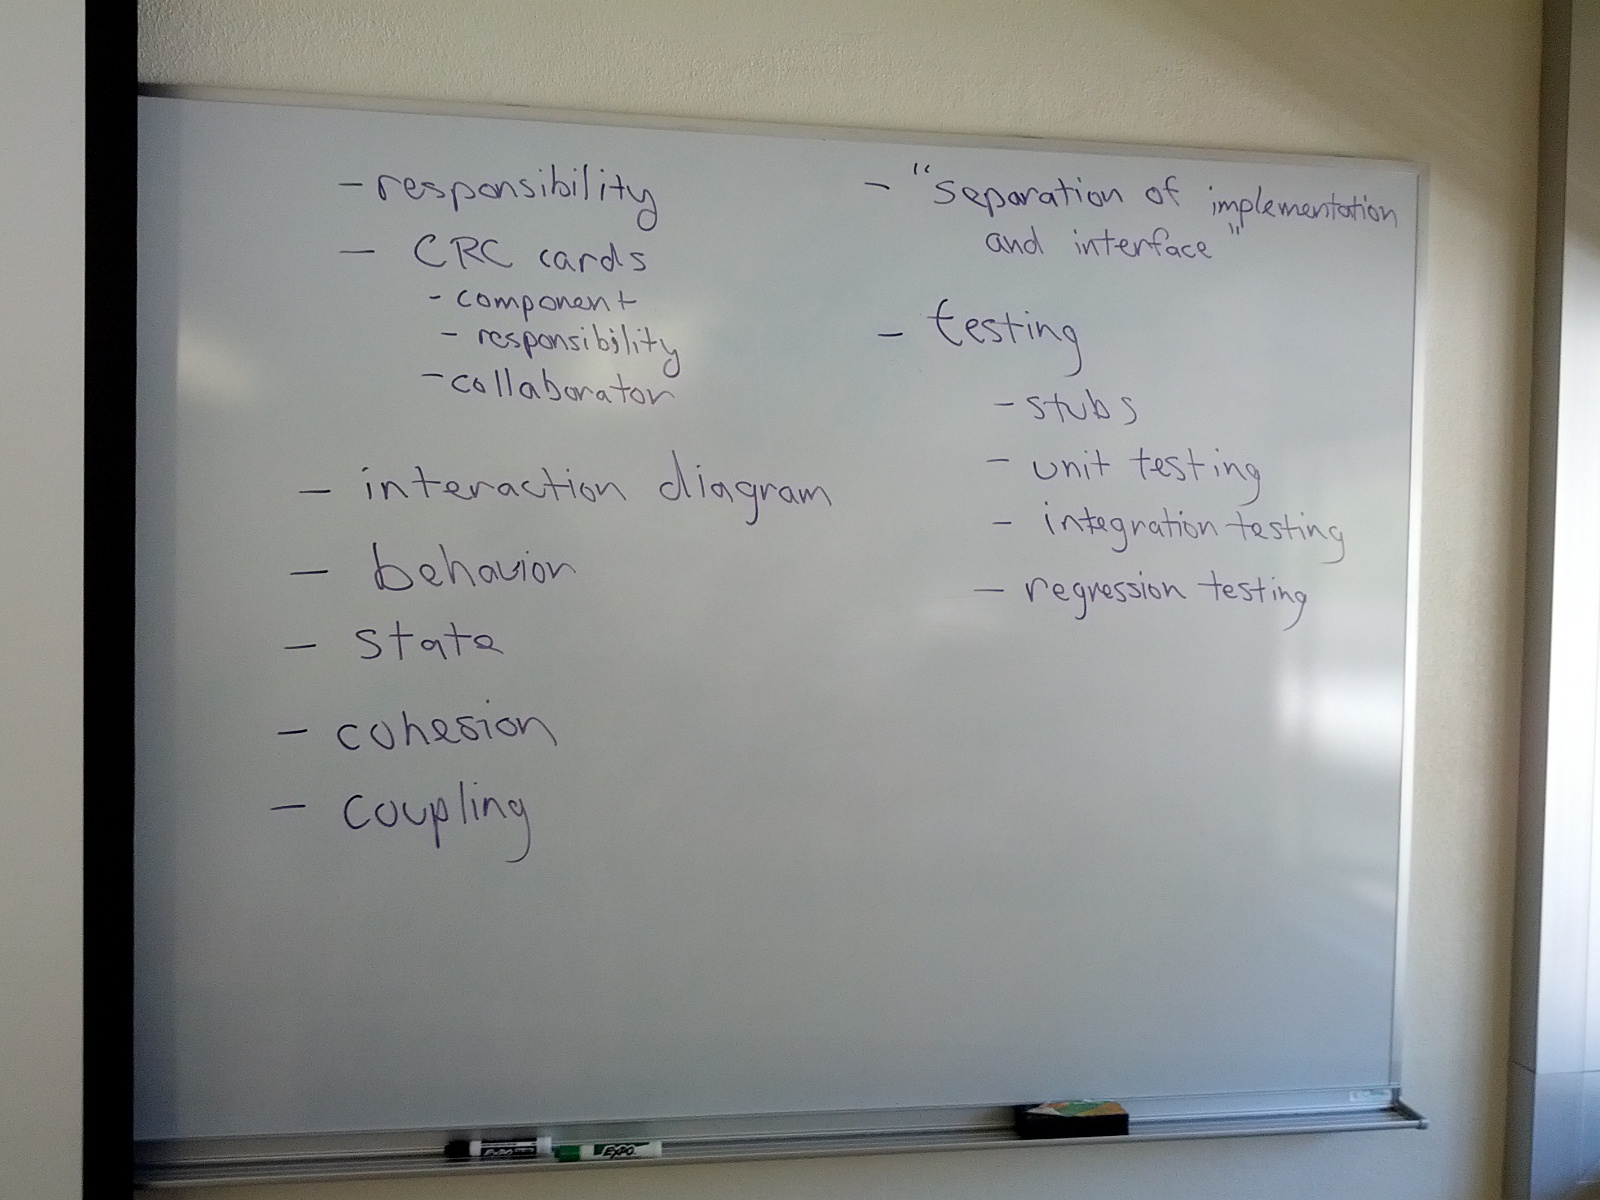 - responsibility
- CRC cards
- component
- responsibility
- collaborator
- interaction diagram
- behavior
- state
- cohesion
- coupling
- "separation of implementation
and interface"
- testing
- stubs
- unit testing
- integration testing
- regression testing
EXPO
EXPO